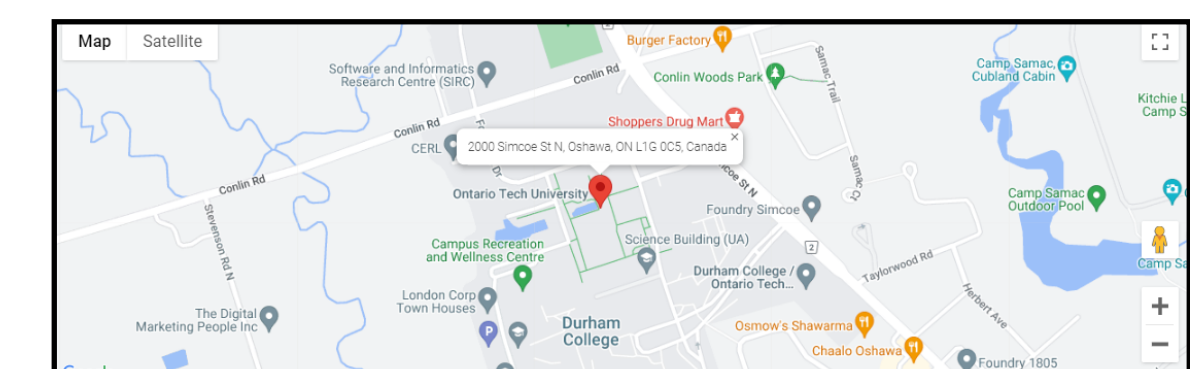 Map
Satellite
Burger Factory
Software and Informatics
Research Centre (SIRC)
Conlin Rd
Conlin Woods Park
Samac Trail
Camp Samac,
Cubland Cabin
Kitchie L
Camp S
Shoppers Drug Mart
Conlin Rd
CERL
2000 Simcoe St N, Oshawa, ON L1G 0C5, Canada
Dr
coe St N
Samac Ct
Conlin Rd
Ontario Tech University
Foundry Simcoe
Camp Samac
Outdoor Pool
Stevenson Rd N
Campus Recreation
and Wellness Centre
Science Building (UA)
2
Durham College /
Ontario Tech...
Taylorwood Rd
Camp Sa
London Corp
Town Houses
Herbert Ave
The Digital
Marketing People Inc
P
Durham
College
Osmow's Shawarma
Chaalo Oshawa
Foundry 1805